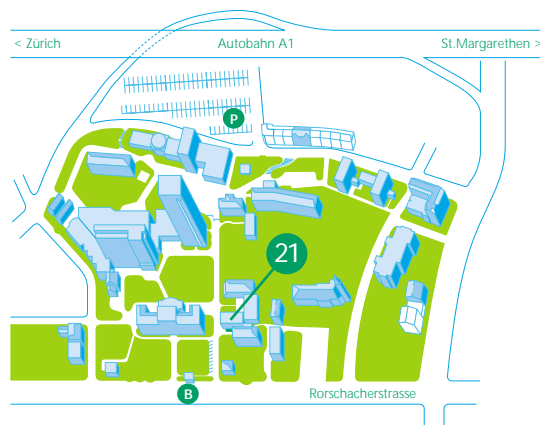 < Zürich Autobahn A1 St.Margarethen >
P
21
B
Rorschacherstrasse